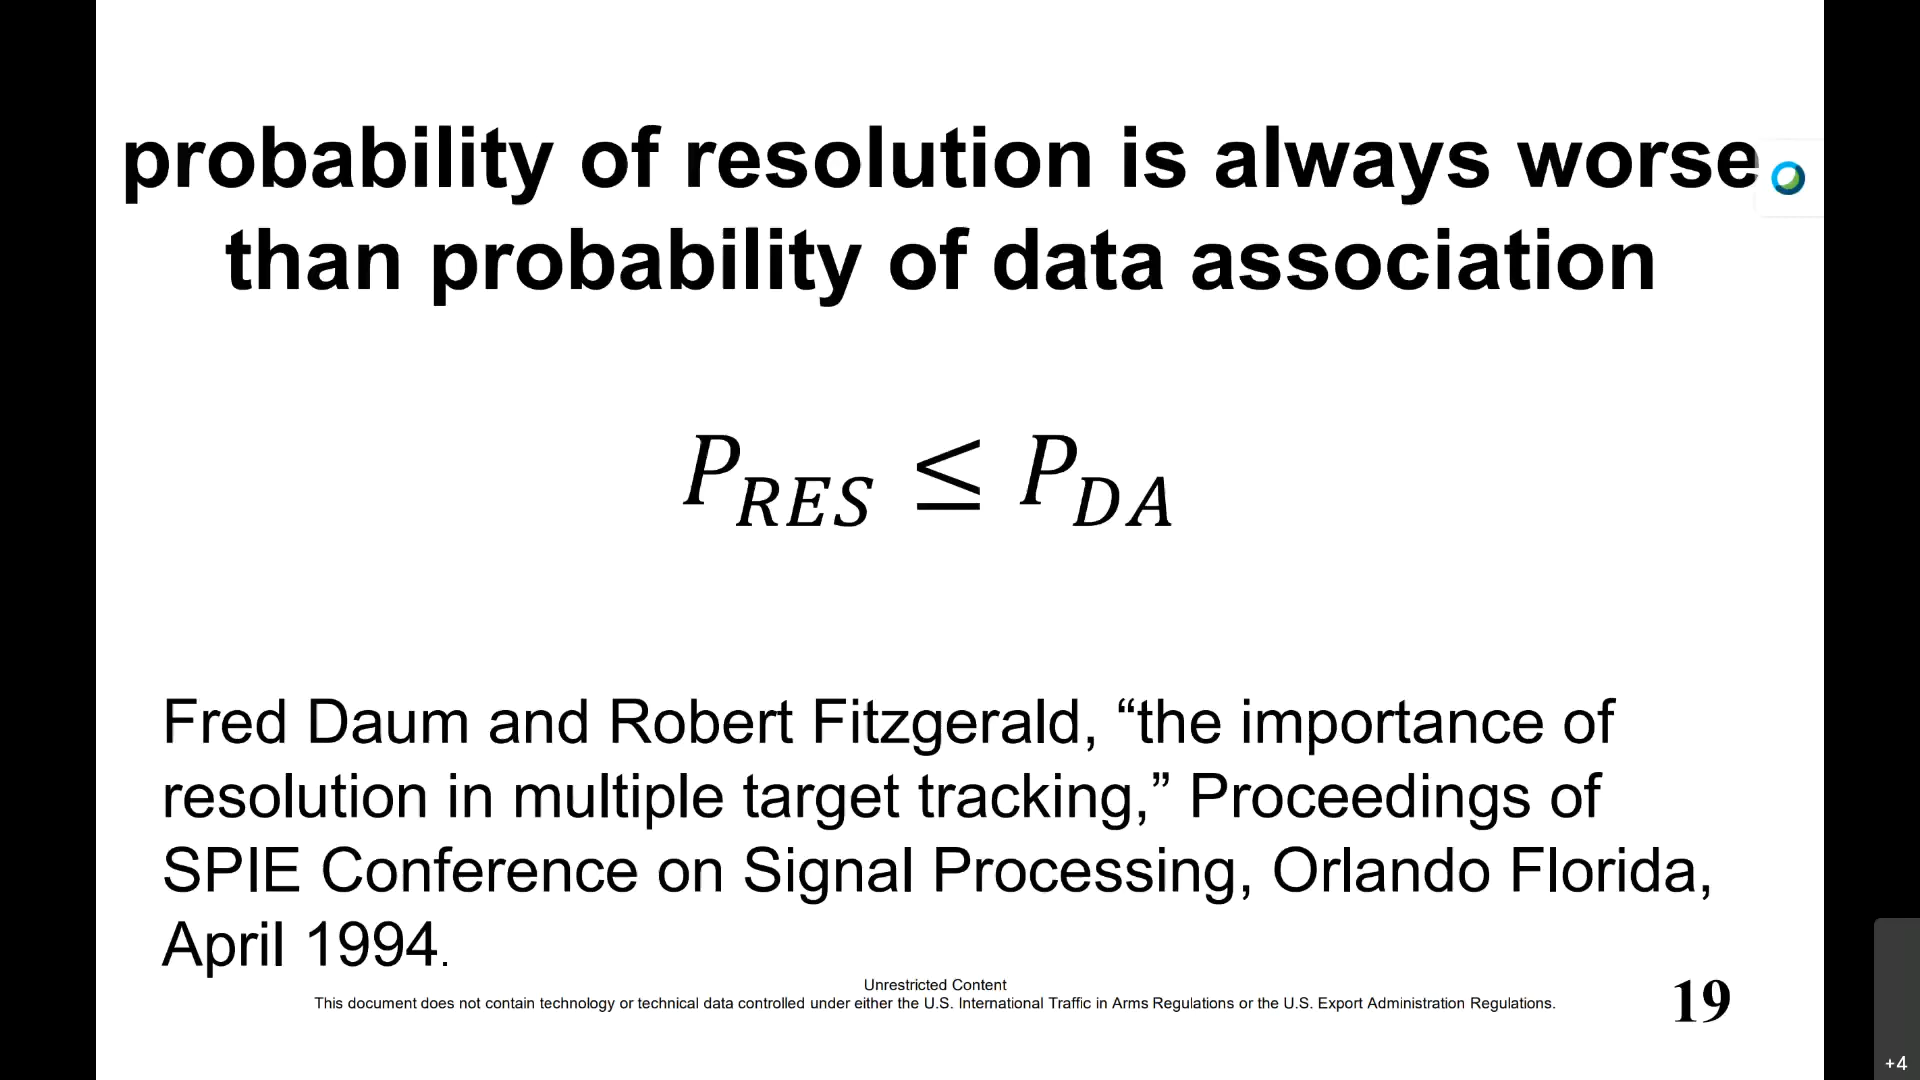 probability of resolution is always worse
than probability of data association
P_RES ≤ P_DA
Fred Daum and Robert Fitzgerald, “the importance of
resolution in multiple target tracking,” Proceedings of
SPIE Conference on Signal Processing, Orlando Florida,
April 1994.
Unrestricted Content
This document does not contain technology or technical data controlled under either the U.S. International Traffic in Arms Regulations or the U.S. Export Administration Regulations.
19
+4